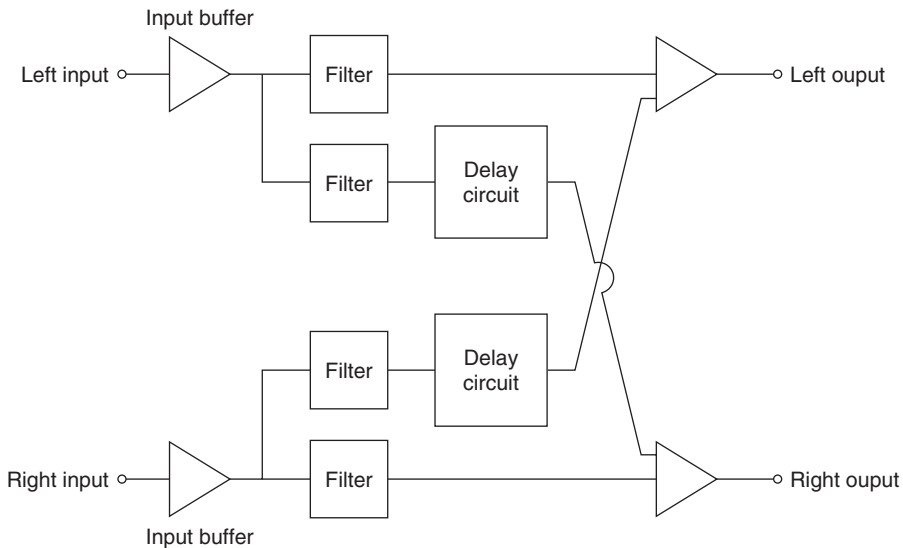 Input buffer
Left input
Filter
Left ouput
Filter
Delay
circuit
Filter
Delay
circuit
Right input
Filter
Right ouput
Input buffer